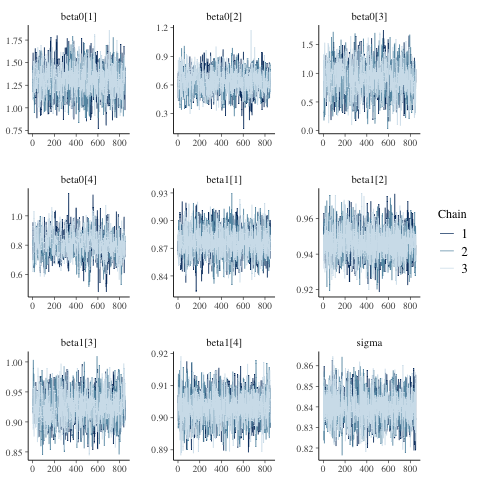 beta0[1] beta0[2] beta0[3]
1.75 1.50 1.25 1.00 0.75
1.2 0.9 0.6 0.3
1.5 1.0 0.5 0.0
0 200 400 600 800 0 200 400 600 800 0 200 400 600 800
beta0[4] beta1[1] beta1[2]
1.0 0.8 0.6
0.93 0.90 0.87 0.84
0.96 0.94 0.92
0 200 400 600 800 0 200 400 600 800 0 200 400 600 800
Chain
1
2
3
beta1[3] beta1[4] sigma
1.00 0.95 0.90 0.85
0.92 0.91 0.90 0.89
0.86 0.85 0.84 0.83 0.82
0 200 400 600 800 0 200 400 600 800 0 200 400 600 800